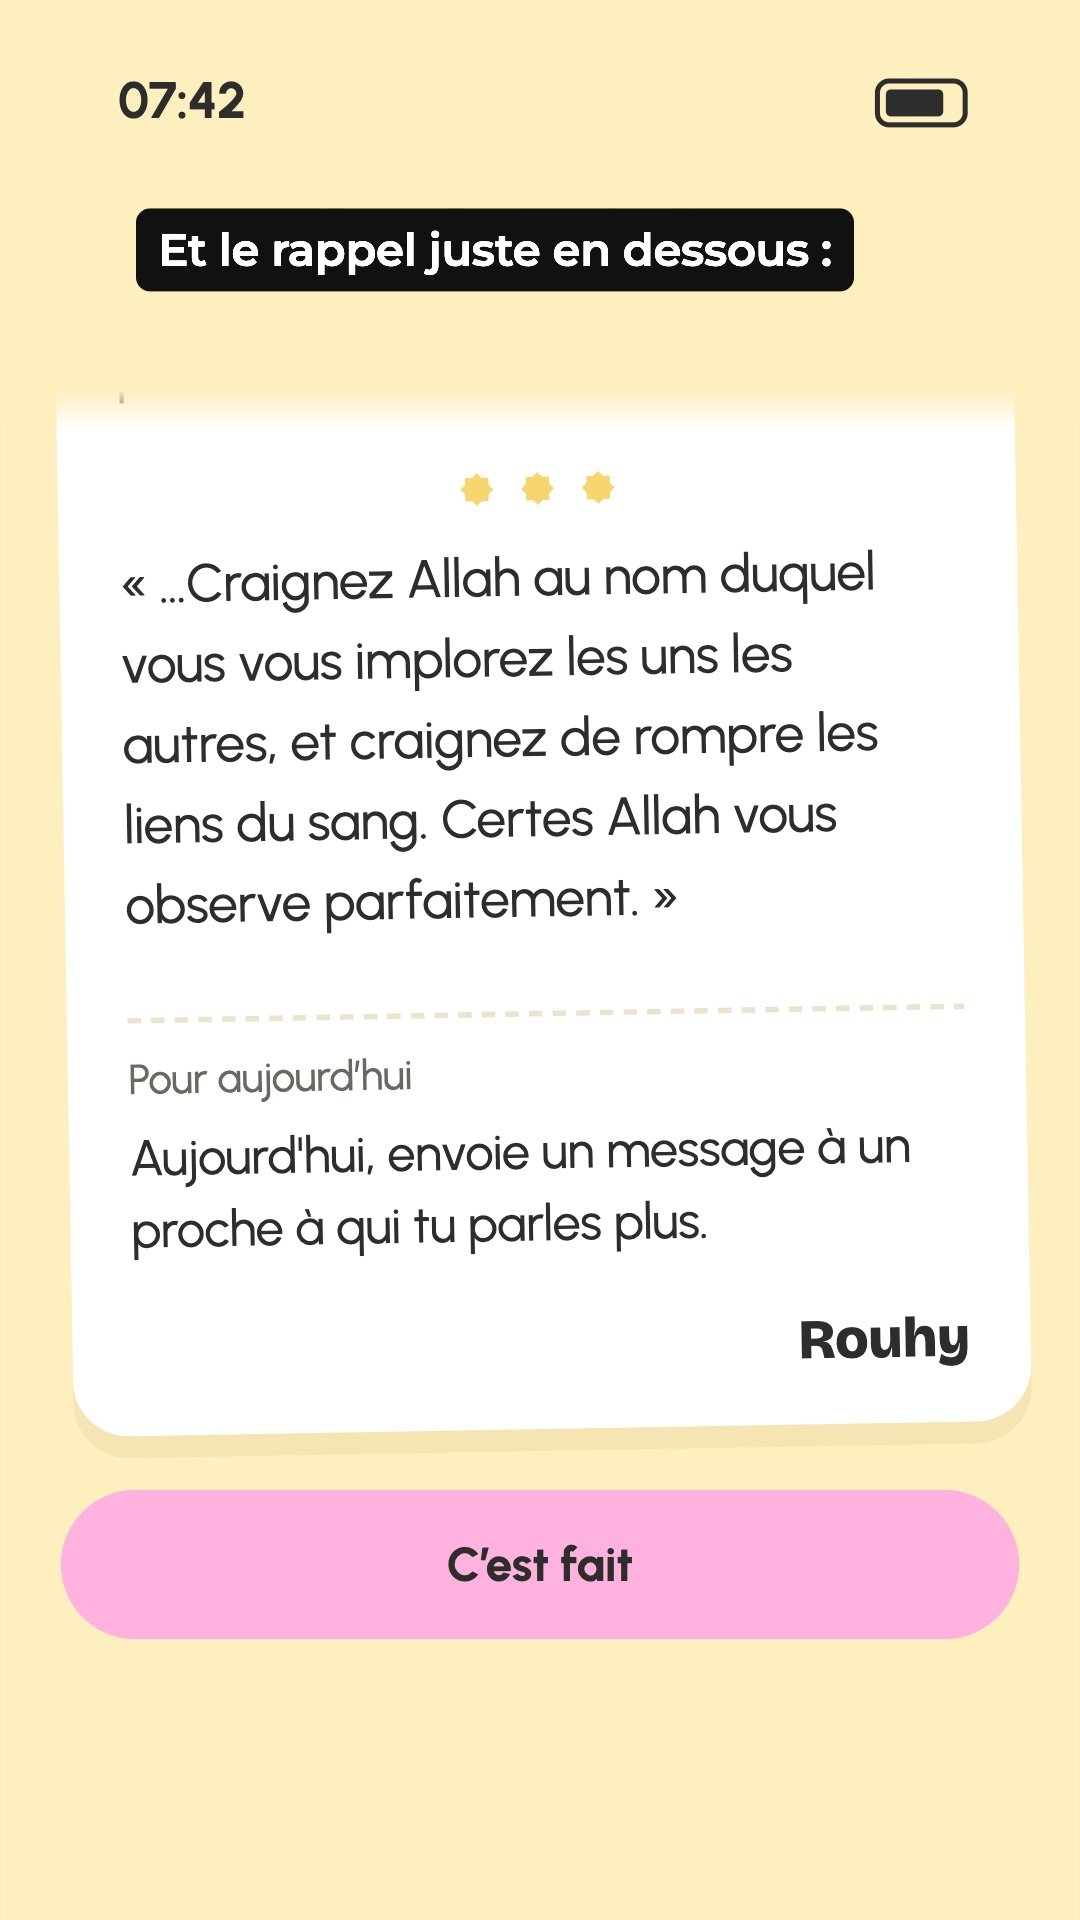 07:42
Et le rappel juste en dessous :
« ...Craignez Allah au nom duquel
vous vous implorez les uns les
autres, et craignez de rompre les
liens du sang. Certes Allah vous
observe parfaitement. »
Pour aujourd’hui
Aujourd'hui, envoie un message à un
proche à qui tu parles plus.
Rouhy
C’est fait